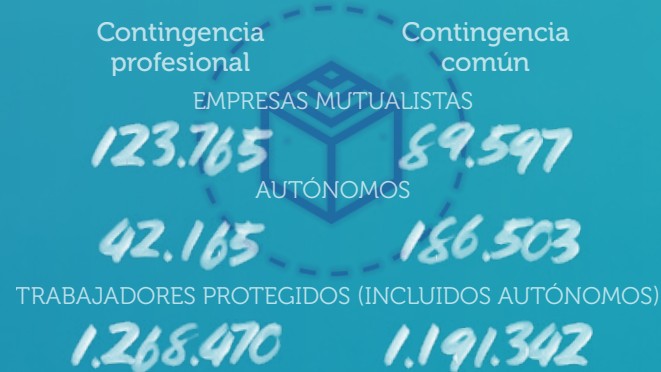 Contingencia Contingencia
profesional común
EMPRESAS MUTUALISTAS
123.765 89.597
AUTÓNOMOS
42.165 186.503
TRABAJADORES PROTEGIDOS (INCLUIDOS AUTÓNOMOS)
1.268.470 1.191.342